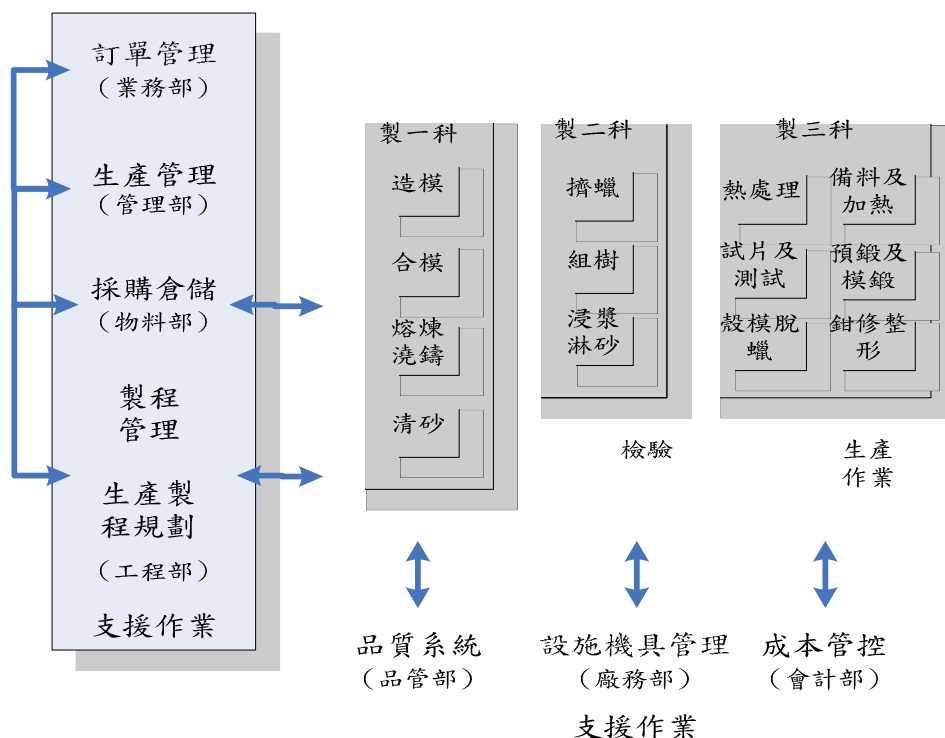 訂單管理
（業務部）
生產管理
（管理部）
採購倉儲
（物料部）
製程
管理
生產製
程規劃
（工程部）
支援作業
製一科
造模
合模
熔煉
澆鑄
清砂
製二科
擠蠟
組樹
浸漿
淋砂
製三科
熱處理
備料及
加熱
試片及
測試
預鍛及
模鍛
殼模脫
蠟
鉗修整
形
檢驗
生產
作業
品質系統
（品管部）
設施機具管理
（廠務部）
成本管控
（會計部）
支援作業